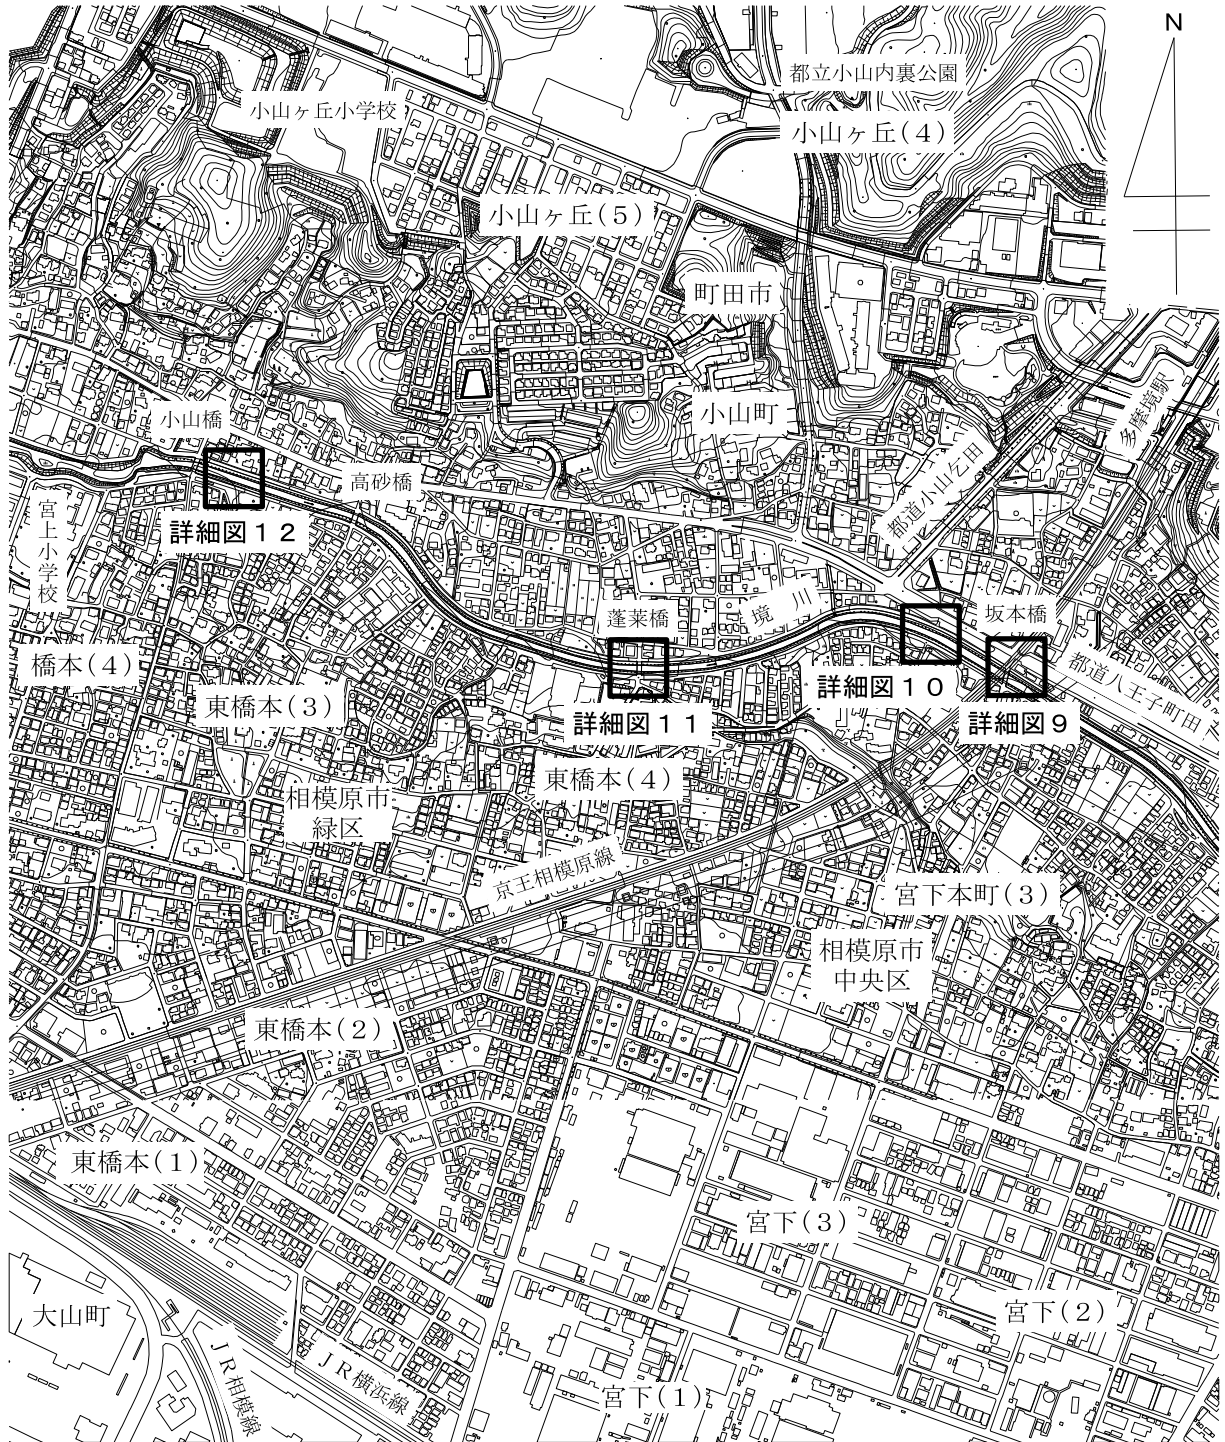 N
都立小山内裏公園
小山ヶ丘小学校
小山ヶ丘(4)
小山ヶ丘(5)
町田市
小山町
多摩境駅
小山橋
都道小山乞田
高砂橋
宮上小学校
詳細図１２
蓬莱橋
境川
坂本橋
橋本(4)
都道八王子町田
東橋本(3)
詳細図１０
詳細図１１
詳細図９
東橋本(4)
相模原市
緑区
京王相模原線
宮下本町(3)
相模原市
中央区
東橋本(2)
東橋本(1)
宮下(3)
大山町
宮下(2)
ＪＲ相模線
ＪＲ横浜線
宮下(1)